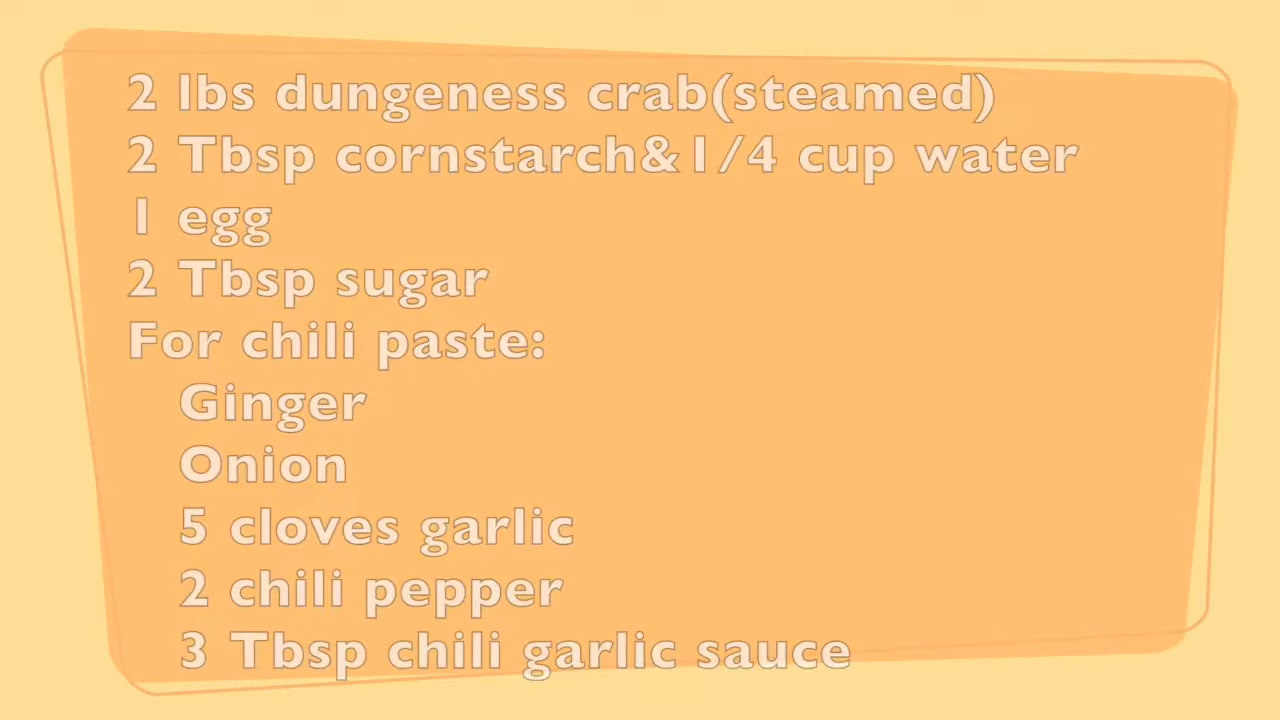 2 lbs dungeness crab(steamed)
2 Tbsp cornstarch&1/4 cup water
1 egg
2 Tbsp sugar
For chili paste:
Ginger
Onion
5 cloves garlic
2 chili pepper
3 Tbsp chili garlic sauce